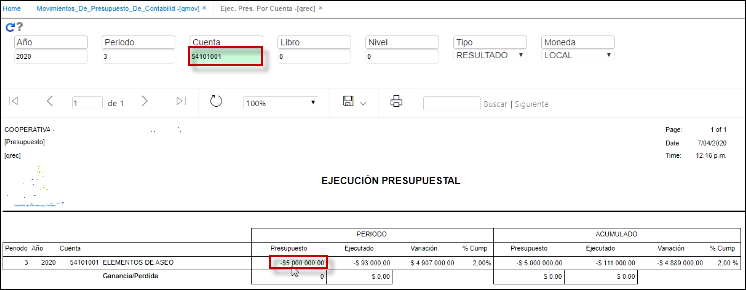 Home Movimientos_De_Presupuesto_De_Contabilid -[qmov] × Ejec. Pres. Por Cuenta -[qrec] ×
Año Periodo Cuenta Libro Nivel Tipo Moneda
2020 3 54101001 0 0 RESULTADO LOCAL
1 de 1 100% Buscar | Siguiente
COOPERATIVA Page: 1 of 1
[Presupuesto] Date 7/04/2020
[qrec] Time: 12:16 p.m.
EJECUCIÓN PRESUPUESTAL
PERIODO ACUMULADO
Periodo Año Cuenta Presupuesto Ejecutado Variación % Cump Presupuesto Ejecutado Variación % Cump
3 2020 54101001 ELEMENTOS DE ASEO -$5 000 000,00 -$ 93 000,00 $ 4 907 000,00 2,00% -$ 5 000 000,00 -$ 111 000,00 -$ 4 889 000,00 2,00 %
Ganancia/Perdida 0 $ 0,00 $ 0,00 $ 0,00